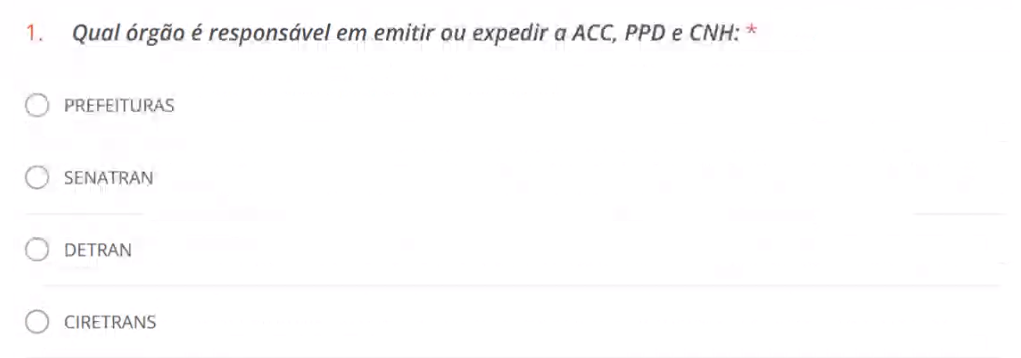 1. Qual órgão é responsável em emitir ou expedir a ACC, PPD e CNH: *
PREFEITURAS
SENATRAN
DETRAN
CIRETRANS